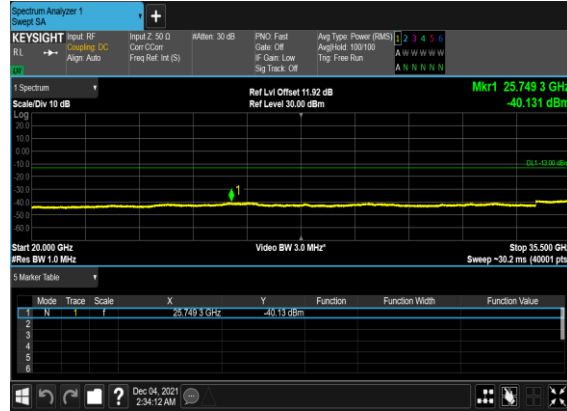 Spectrum Analyzer 1
Swept SA
KEYSIGHT
R L
LW
Input: RF
Coupling: DC
Align: Auto
Input Z: 50 Ω
Corr CCorr
Freq Ref: Int (S)
#Atten: 30 dB
PNO: Fast
Gate: Off
IF Gain: Low
Sig Track: Off
Avg Type: Power (RMS)
Avg|Hold: 100/100
Trig: Free Run
1 2 3 4 5 6
A W W W W W
A N N N N N
1 Spectrum
Scale/Div 10 dB
Ref Lvl Offset 11.92 dB
Ref Level 30.00 dBm
Mkr1 25.749 3 GHz
-40.131 dBm
Log
20.0
10.0
0.00
-10.0
-20.0
-30.0
-40.0
-50.0
-60.0
DL1 -13.00 dBm
1
Start 20.000 GHz
#Res BW 1.0 MHz
Video BW 3.0 MHz*
Stop 35.500 GHz
Sweep ~30.2 ms (40001 pts)
5 Marker Table
Mode Trace Scale X Y Function Function Width Function Value
1 N 1 f 25.749 3 GHz -40.13 dBm
2
3
4
5
6
? Dec 04, 2021
2:34:12 AM